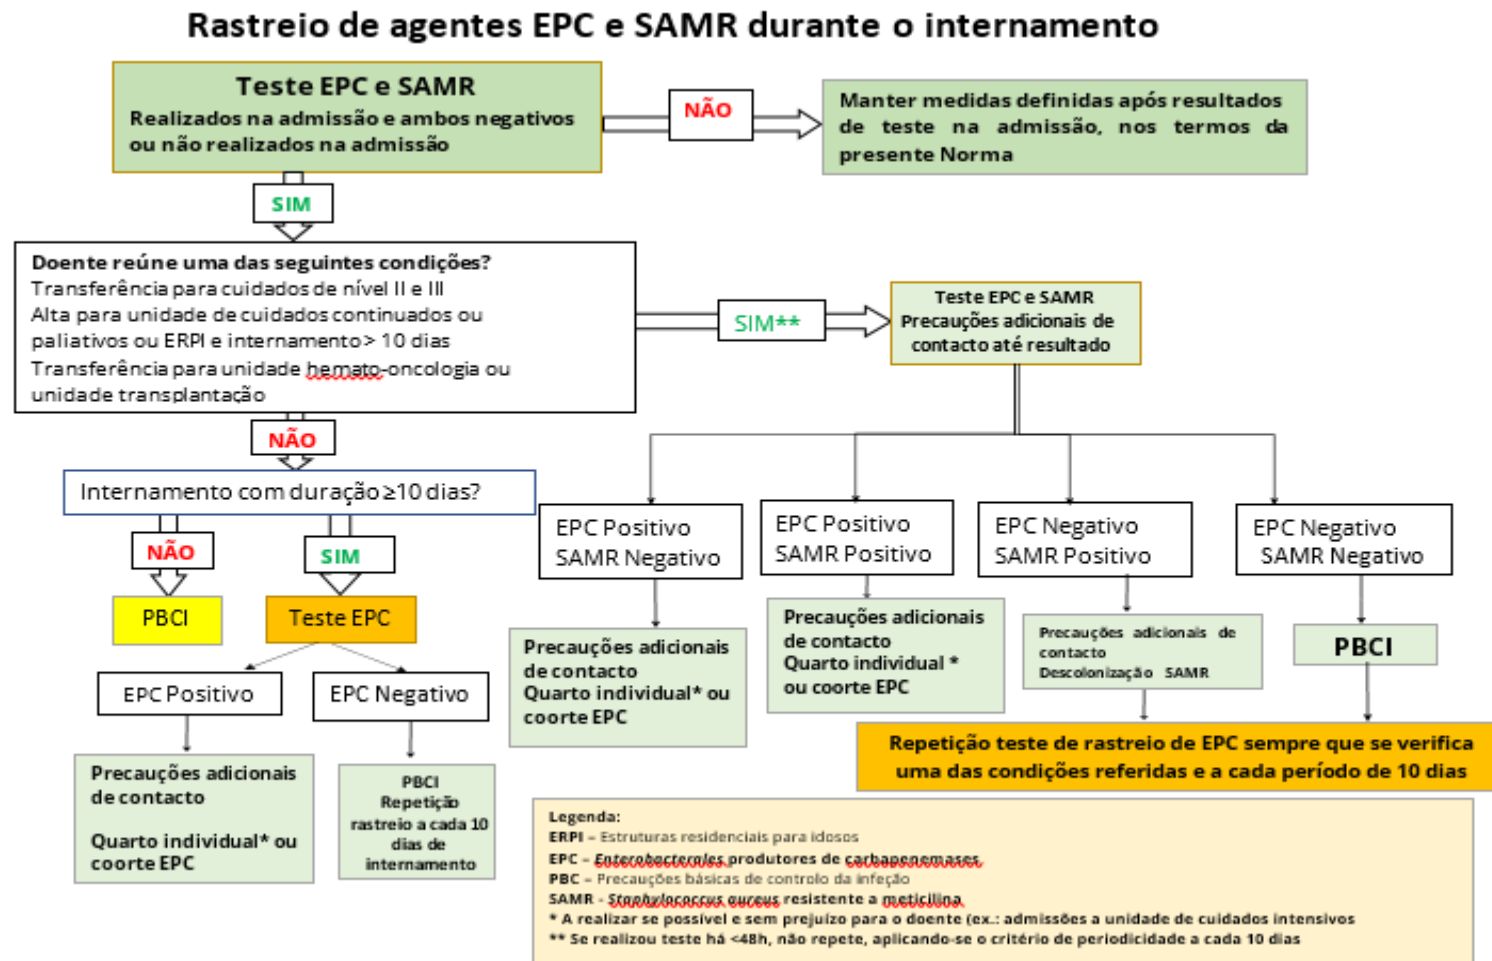 Rastreio de agentes EPC e SAMR durante o internamento
Teste EPC e SAMR
Realizados na admissão e ambos negativos
ou não realizados na admissão
NÃO
Manter medidas definidas após resultados
de teste na admissão, nos termos da
presente Norma
SIM
Doente reúne uma das seguintes condições?
Transferência para cuidados de nível II e III
Alta para unidade de cuidados continuados ou
paliativos ou ERPI e internamento > 10 dias
Transferência para unidade hemato-oncologia ou
unidade transplantação
SIM**
Teste EPC e SAMR
Precauções adicionais de
contacto até resultado
NÃO
Internamento com duração ≥10 dias?
NÃO
SIM
PBCI
Teste EPC
EPC Positivo
EPC Negativo
Precauções adicionais
de contacto
Quarto individual* ou
coorte EPC
PBCI
Repetição
rastreio a cada 10
dias de
internamento
EPC Positivo
SAMR Negativo
EPC Positivo
SAMR Positivo
EPC Negativo
SAMR Positivo
EPC Negativo
SAMR Negativo
Precauções adicionais
de contacto
Quarto individual* ou
coorte EPC
Precauções adicionais
de contacto
Quarto individual *
ou coorte EPC
Precauções adicionais de
contacto
Descolonização SAMR
PBCI
Repetição teste de rastreio de EPC sempre que se verifica
uma das condições referidas e a cada período de 10 dias
Legenda:
ERPI – Estruturas residenciais para idosos
EPC – Enterobacterales produtores de carbapenemases
PBC – Precauções básicas de controlo da infeção
SAMR - Staphylococcus aureus resistente a meticilina
* A realizar se possível e sem prejuízo para o doente (ex.: admissões a unidade de cuidados intensivos
** Se realizou teste há <48h, não repete, aplicando-se o critério de periodicidade a cada 10 dias